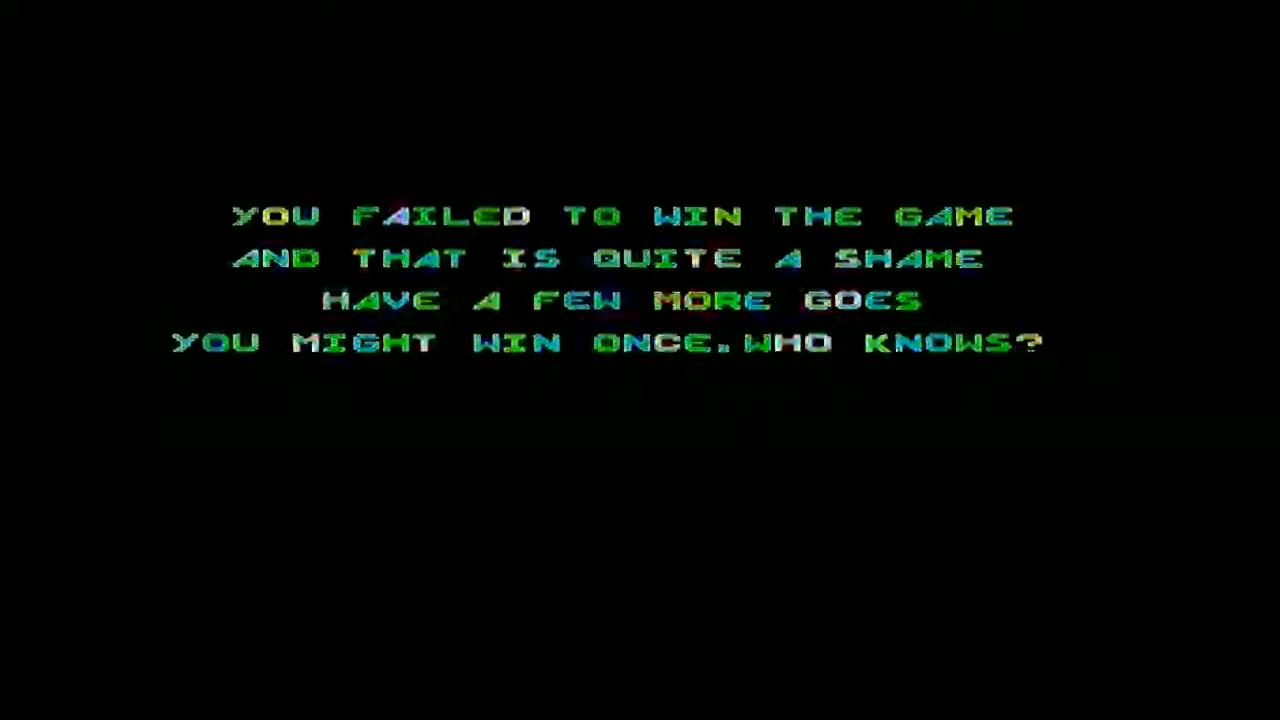 YOU FAILED TO WIN THE GAME
AND THAT IS QUITE A SHAME
HAVE A FEW MORE GOES
YOU MIGHT WIN ONCE.WHO KNOWS?